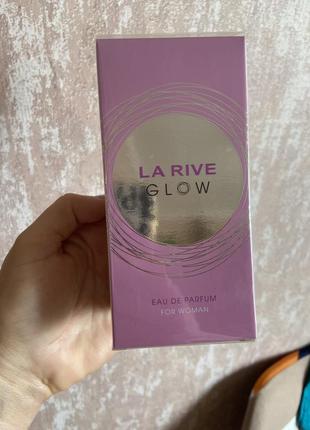 LA RIVE
GLOW
EAU DE PARFUM
FOR WOMAN